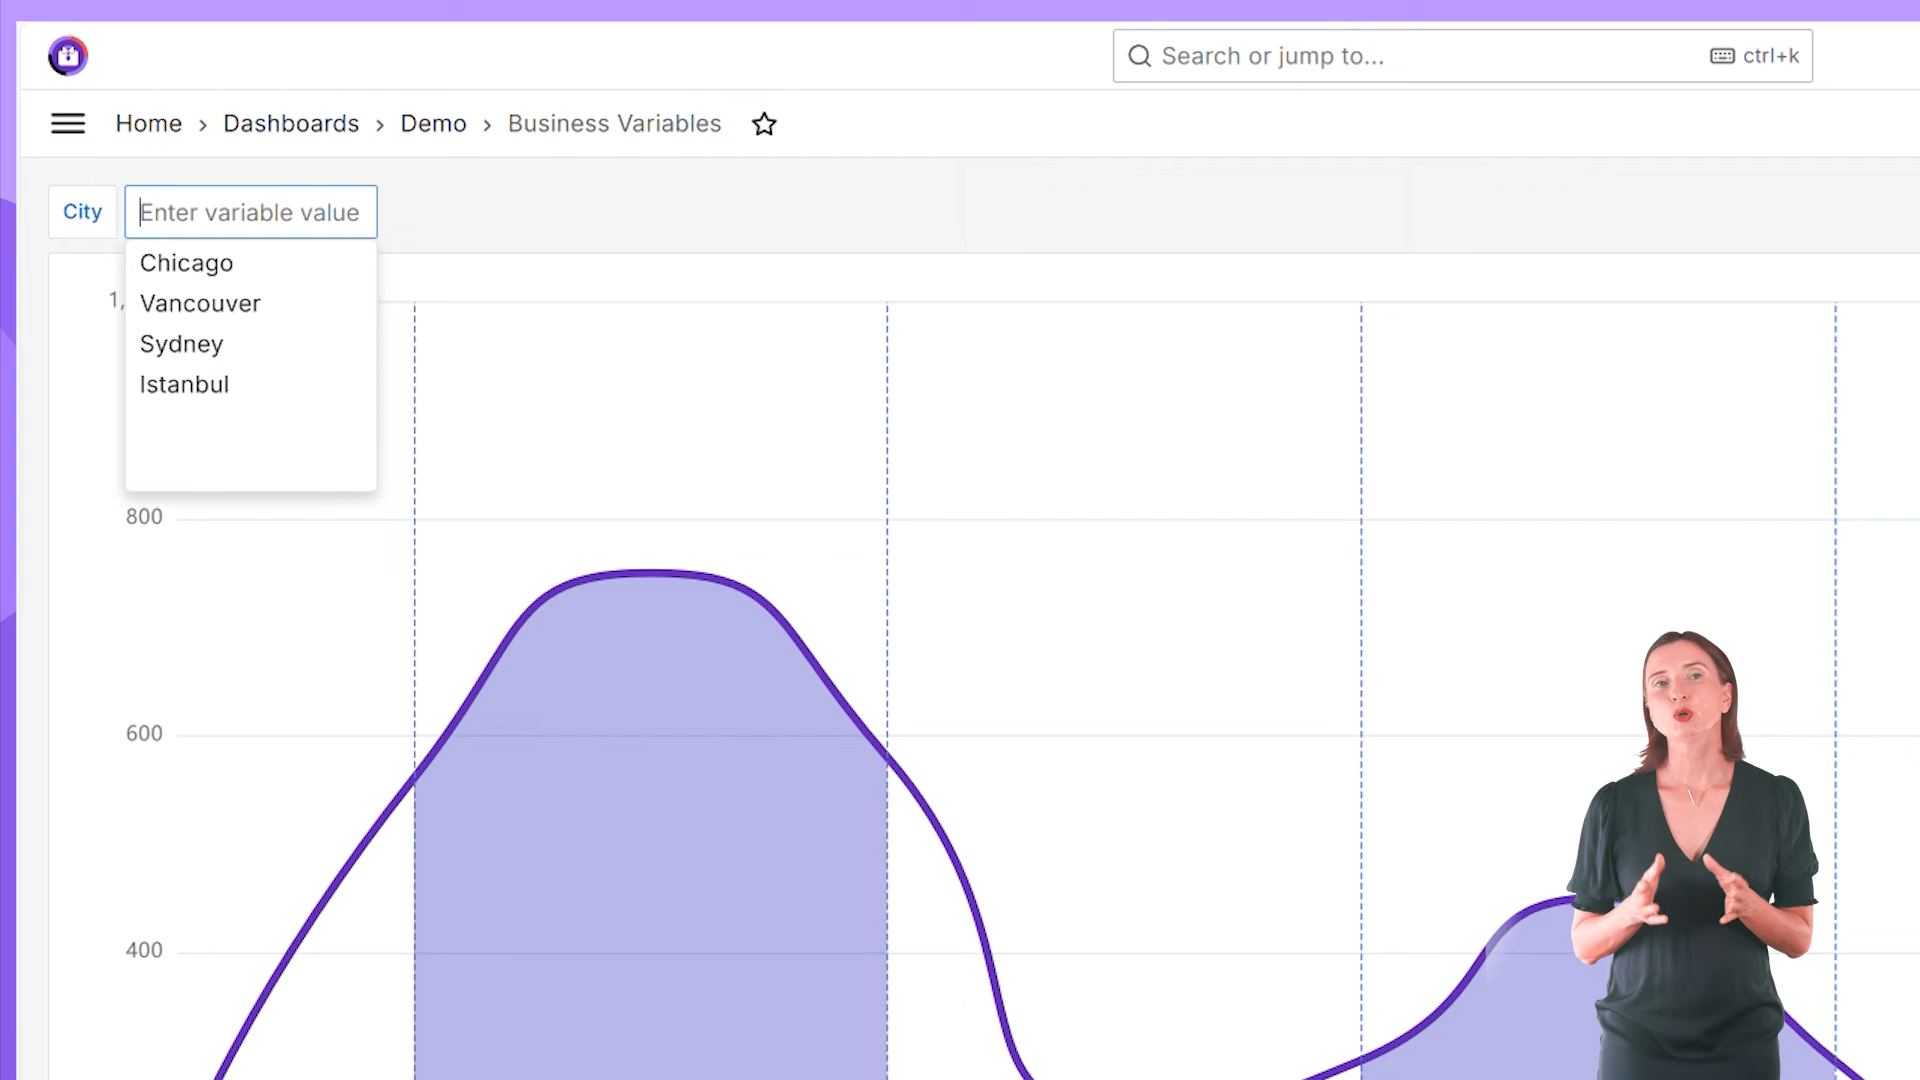 Search or jump to... ctrl+k
Home > Dashboards > Demo > Business Variables
City Enter variable value
Chicago
1,
Vancouver
Sydney
Istanbul
800
600
400